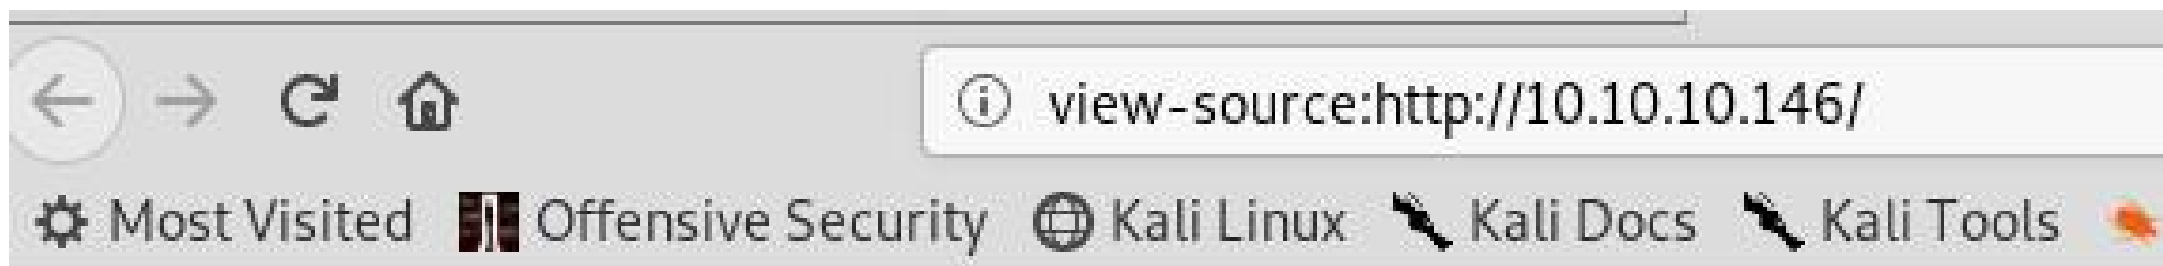 view-source:http://10.10.10.146/
Most Visited Offensive Security Kali Linux Kali Docs Kali Tools